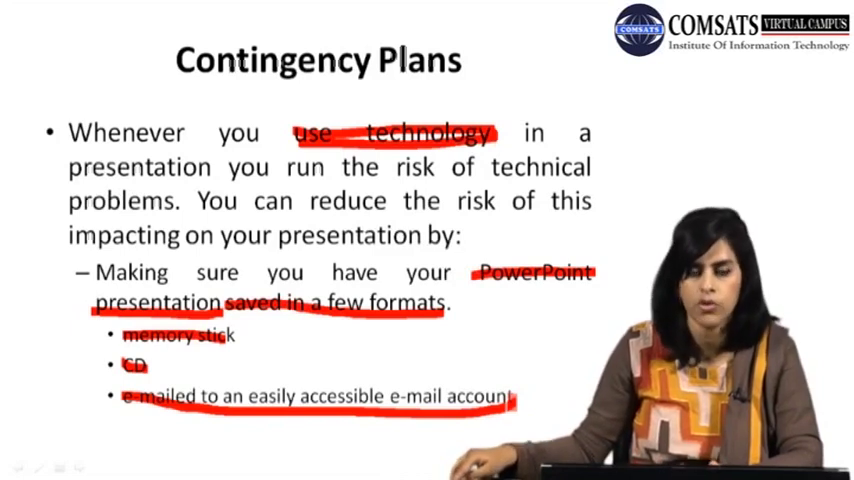 COMSATS VIRTUAL CAMPUS
Institute Of Information Technology
COMSATS
Contingency Plans
• Whenever you use technology in a
presentation you run the risk of technical
problems. You can reduce the risk of this
impacting on your presentation by:
– Making sure you have your PowerPoint
presentation saved in a few formats.
• memory stick
• CD
• e-mailed to an easily accessible e-mail account